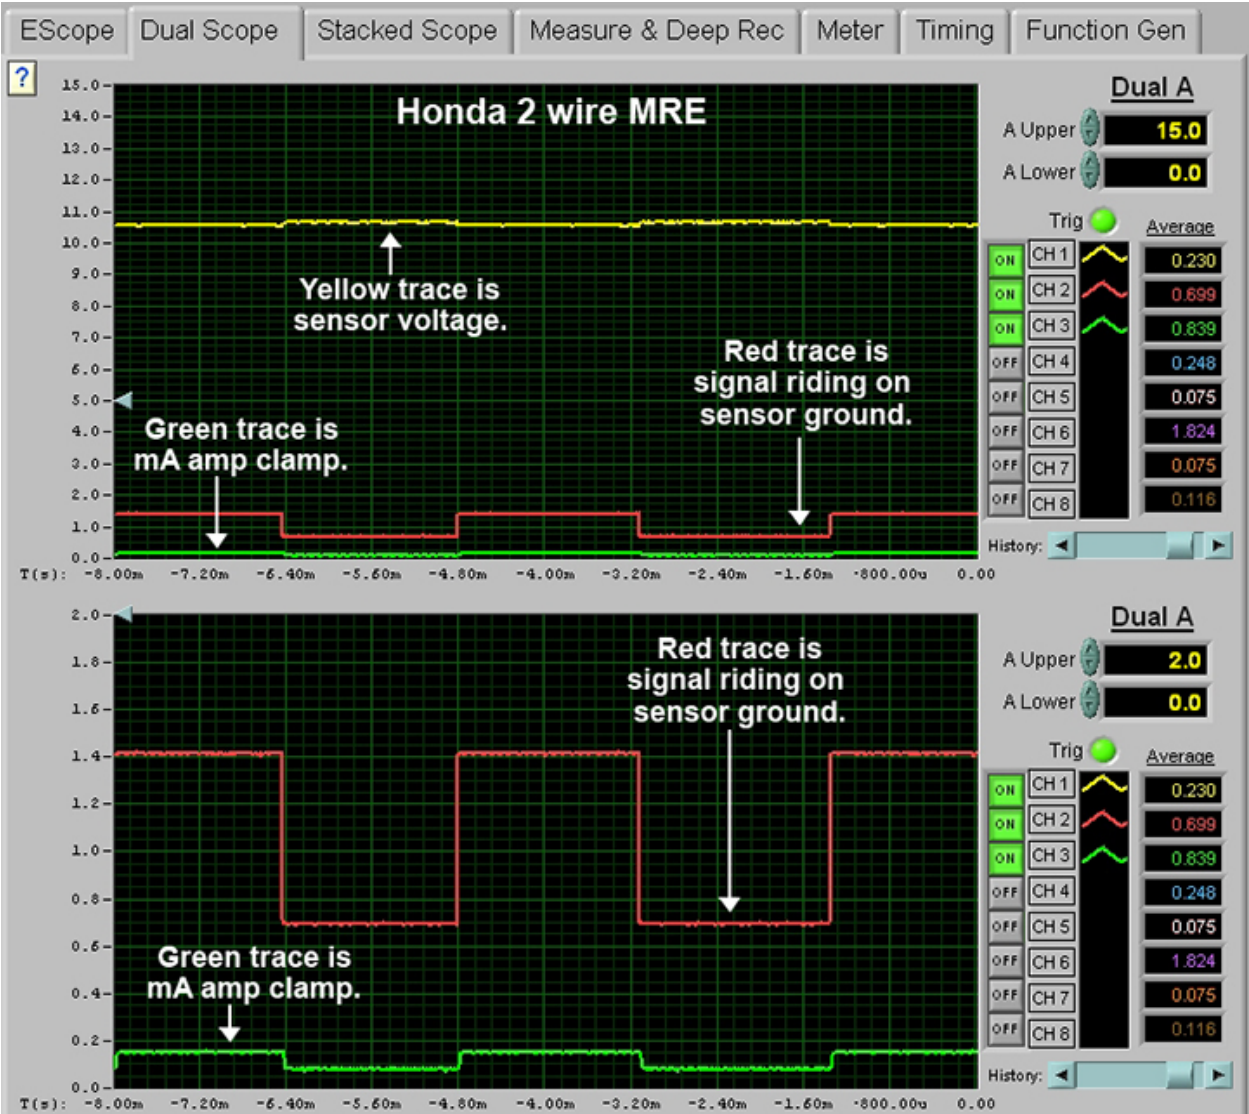 EScope Dual Scope Stacked Scope Measure & Deep Rec Meter Timing Function Gen
?
Honda 2 wire MRE
15.0
14.0
13.0
12.0
11.0
10.0
9.0
8.0
7.0
6.0
5.0
4.0
3.0
2.0
1.0
0.0
Yellow trace is
sensor voltage.
Red trace is
signal riding on
sensor ground.
Green trace is
mA amp clamp.
T(s): -8.00m -7.20m -6.40m -5.60m -4.80m -4.00m -3.20m -2.40m -1.60m -800.00u 0.00
Dual A
A Upper 15.0
A Lower 0.0
Trig Average
ON CH 1 0.230
ON CH 2 0.699
ON CH 3 0.839
OFF CH 4 0.248
OFF CH 5 0.075
OFF CH 6 1.824
OFF CH 7 0.075
OFF CH 8 0.116
History:
2.0
1.8
1.6
1.4
1.2
1.0
0.8
0.6
0.4
0.2
0.0
Red trace is
signal riding on
sensor ground.
Green trace is
mA amp clamp.
T(s): -8.00m -7.20m -6.40m -5.60m -4.80m -4.00m -3.20m -2.40m -1.60m -800.00u 0.00
Dual A
A Upper 2.0
A Lower 0.0
Trig Average
ON CH 1 0.230
ON CH 2 0.699
ON CH 3 0.839
OFF CH 4 0.248
OFF CH 5 0.075
OFF CH 6 1.824
OFF CH 7 0.075
OFF CH 8 0.116
History: